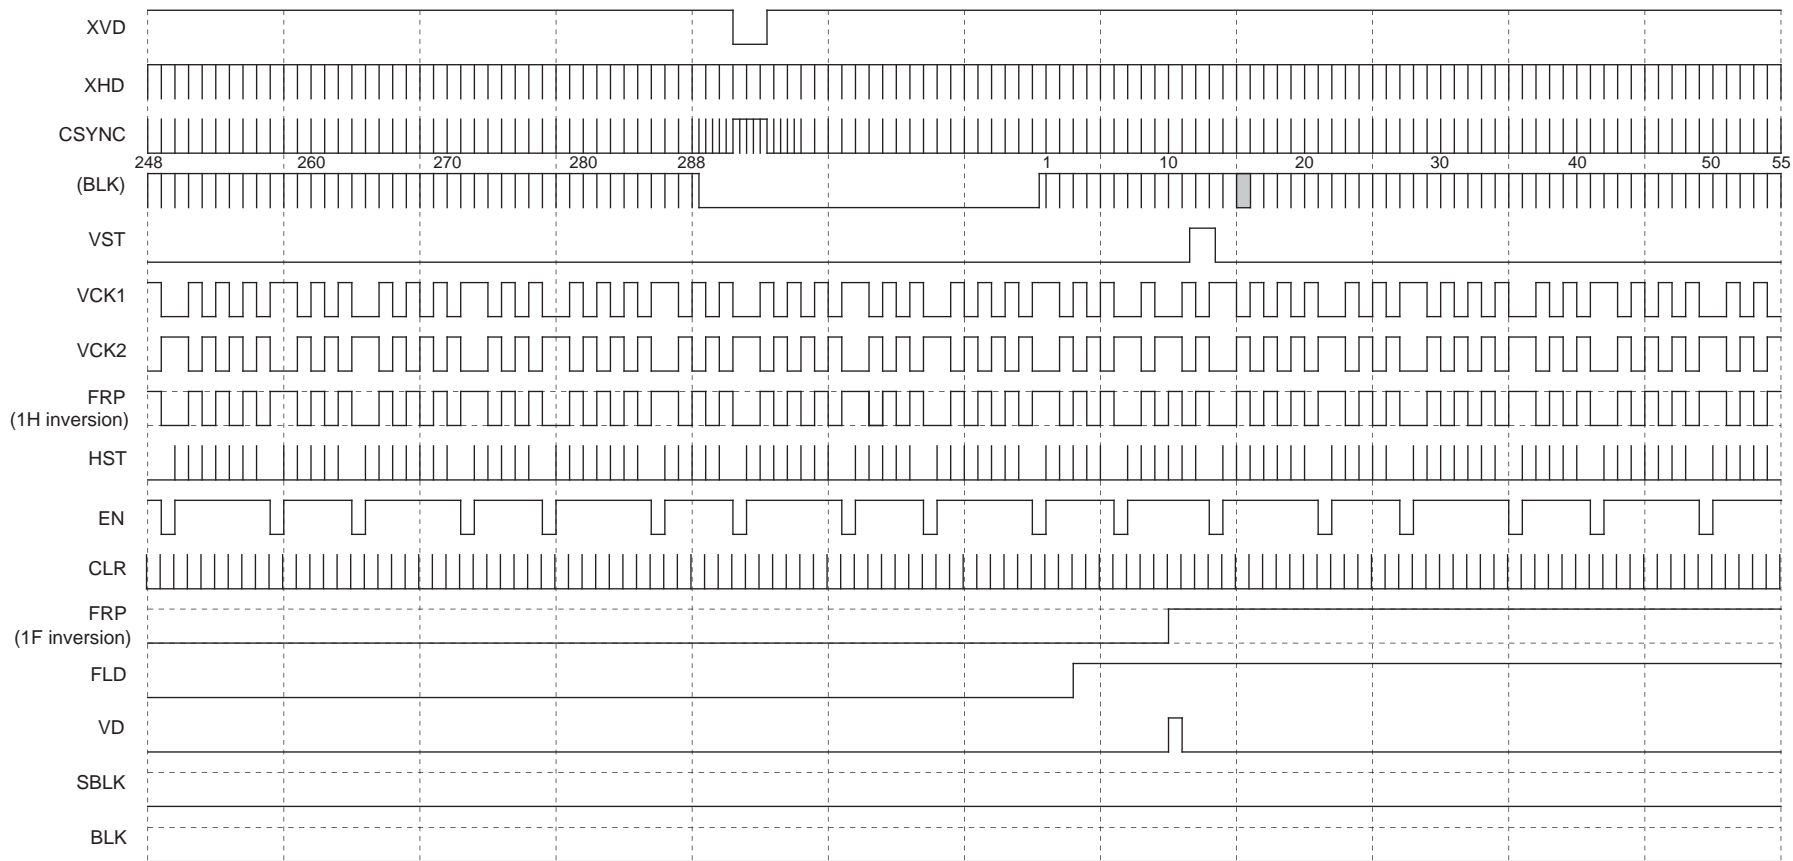 XVD
XHD
CSYNC
248 260 270 280 288 1 10 20 30 40 50 55
(BLK)
VST
VCK1
VCK2
FRP
(1H inversion)
HST
EN
CLR
FRP
(1F inversion)
FLD
VD
SBLK
BLK